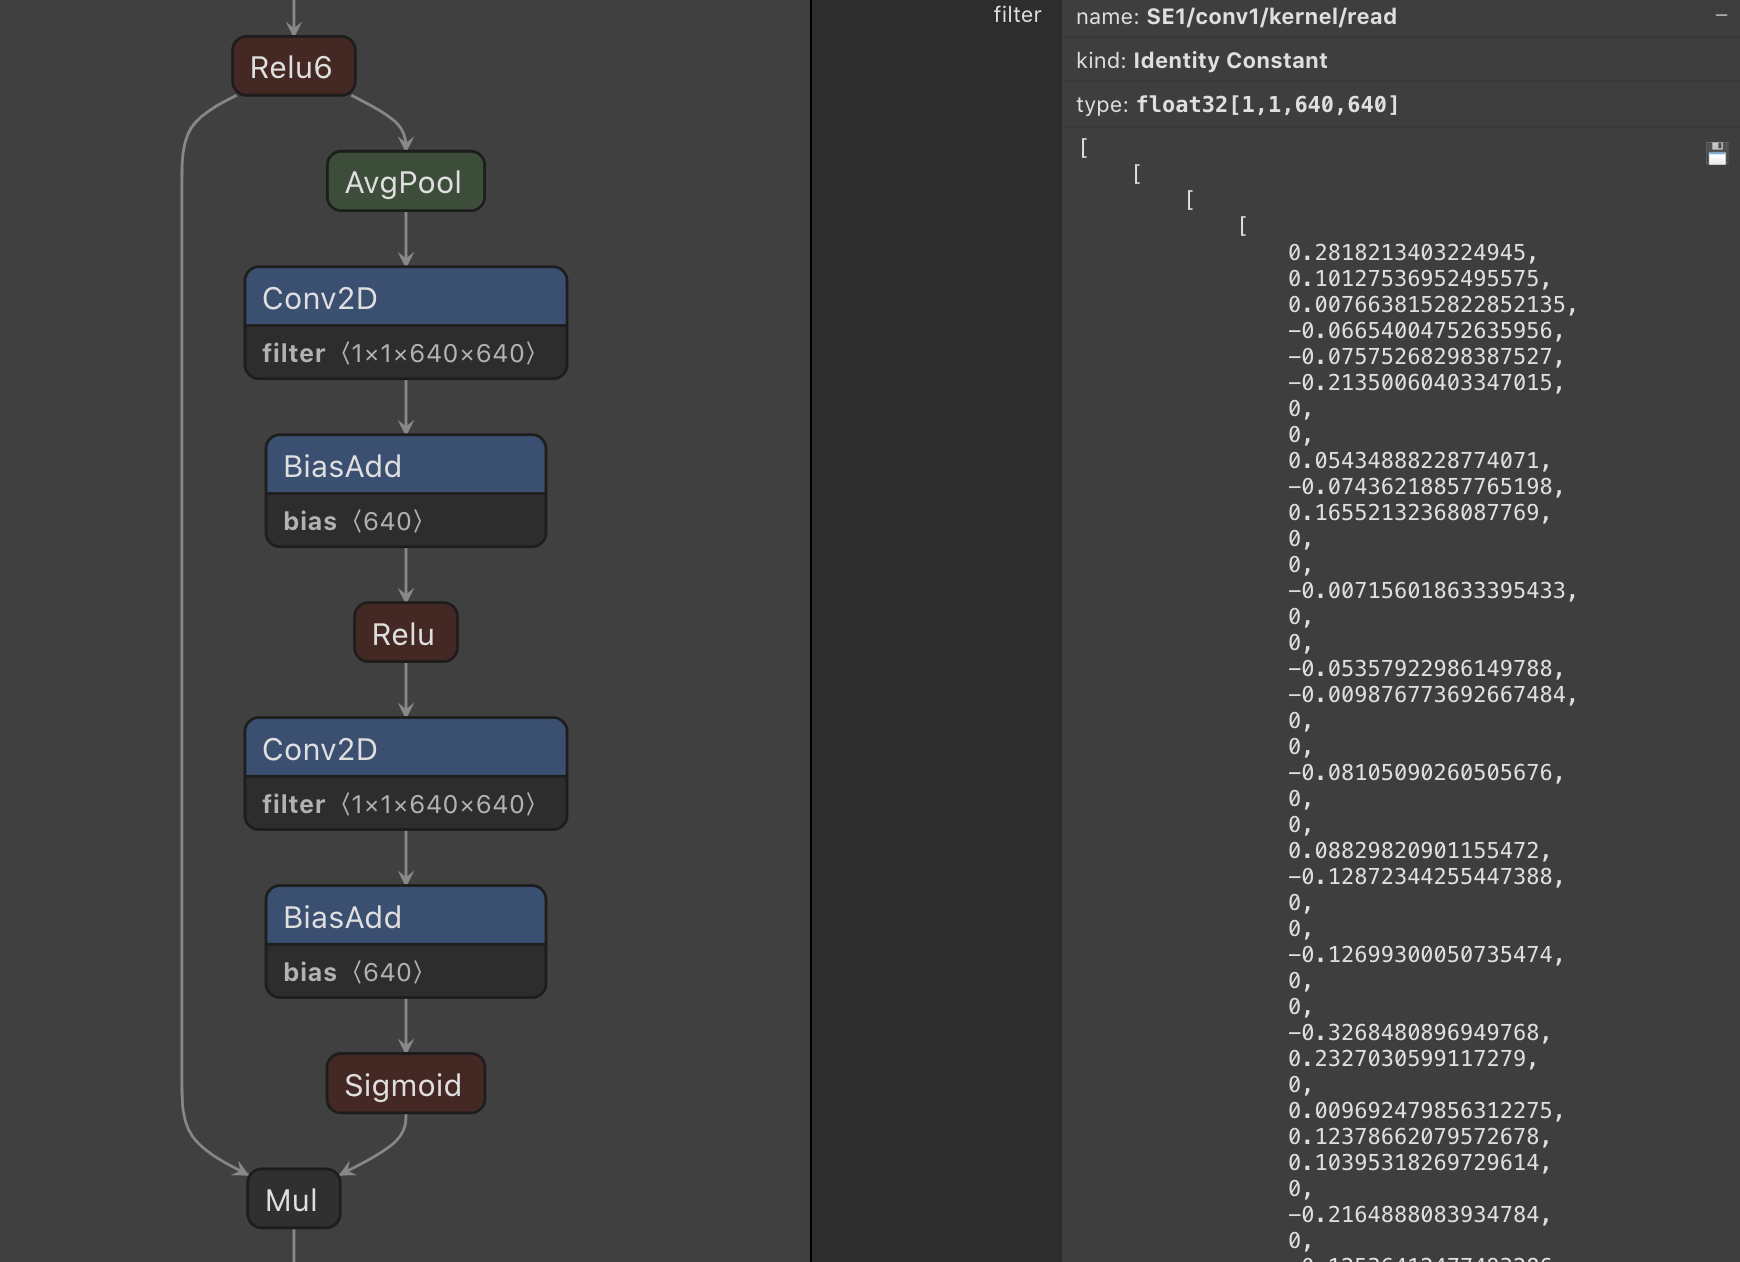 Relu6
AvgPool
Conv2D
filter ⟨1×1×640×640⟩
BiasAdd
bias ⟨640⟩
Relu
Conv2D
filter ⟨1×1×640×640⟩
BiasAdd
bias ⟨640⟩
Sigmoid
Mul
filter
name: SE1/conv1/kernel/read
kind: Identity Constant
type: float32[1,1,640,640]
[
[
[
[
0.2818213403224945,
0.10127536952495575,
0.0076638152822852135,
-0.06654004752635956,
-0.07575268298387527,
-0.21350060403347015,
0,
0,
0.054348888228774071,
-0.07436218857765198,
0.16552132368087769,
0,
0,
-0.007156018633395433,
0,
0,
-0.05357922986149788,
-0.009876773692667484,
0,
0,
-0.08105090260505676,
0,
0,
0.08829820901155472,
-0.12872344255447388,
0,
0,
-0.12699300050735474,
0,
0,
-0.3268480896949768,
0.2327030599117279,
0,
0.009692479856312275,
0.12378662079572678,
0.10395318269729614,
0,
-0.2164888083934784,
0,